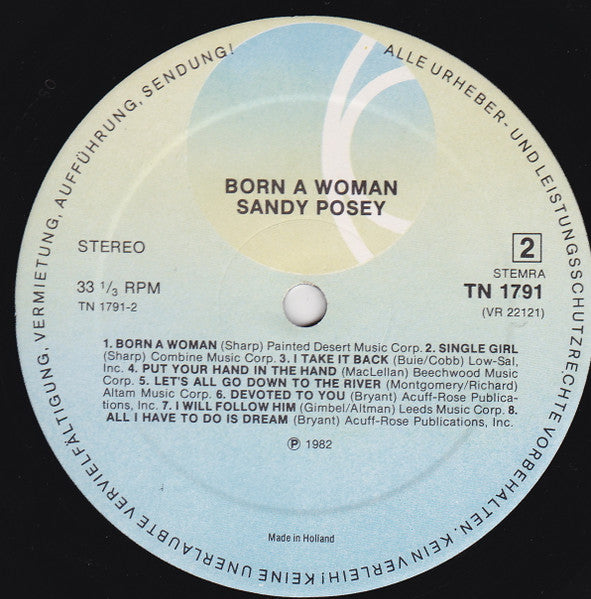 ALLE URHEBER- UND LEISTUNGSSCHUTZRECHTE VORBEHALTEN. KEIN VERLEIH! KEINE UNERLAUBTE VERVIELFÄLTIGUNG, VERMIETUNG, AUFFÜHRUNG, SENDUNG!
BORN A WOMAN
SANDY POSEY
STEREO
2
STEMRA
33 1/3 RPM
TN 1791
TN 1791-2
(VR 22121)
1. BORN A WOMAN (Sharp) Painted Desert Music Corp. 2. SINGLE GIRL
(Sharp) Combine Music Corp. 3. I TAKE IT BACK (Buie/Cobb) Low-Sal,
Inc. 4. PUT YOUR HAND IN THE HAND (MacLellan) Beechwood Music
Corp. 5. LET'S ALL GO DOWN TO THE RIVER (Montgomery/Richard)
Altam Music Corp. 6. DEVOTED TO YOU (Bryant) Acuff-Rose Publica-
tions, Inc. 7. I WILL FOLLOW HIM (Gimbel/Altman) Leeds Music Corp. 8.
ALL I HAVE TO DO IS DREAM (Bryant) Acuff-Rose Publications, Inc.
Ⓟ 1982
Made in Holland